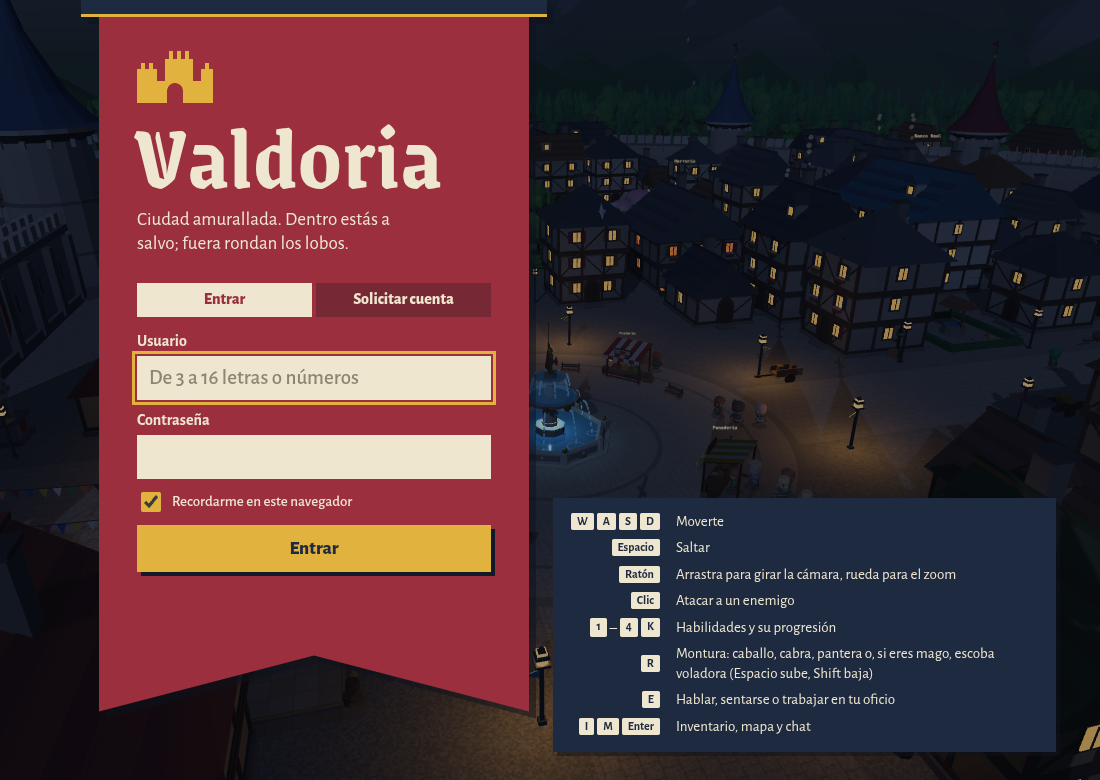 Valdoria
Ciudad amurallada. Dentro estás a
salvo; fuera rondan los lobos.
Entrar
Solicitar cuenta
Usuario
De 3 a 16 letras o números
Contraseña
Recordarme en este navegador
Entrar
Banco Real
Herrería
Panadería
W A S D Moverte
Espacio Saltar
Ratón Arrastra para girar la cámara, rueda para el zoom
Clic Atacar a un enemigo
1 – 4 K Habilidades y su progresión
R Montura: caballo, cabra, pantera o, si eres mago, escoba
voladora (Espacio sube, Shift baja)
E Hablar, sentarse o trabajar en tu oficio
I M Enter Inventario, mapa y chat